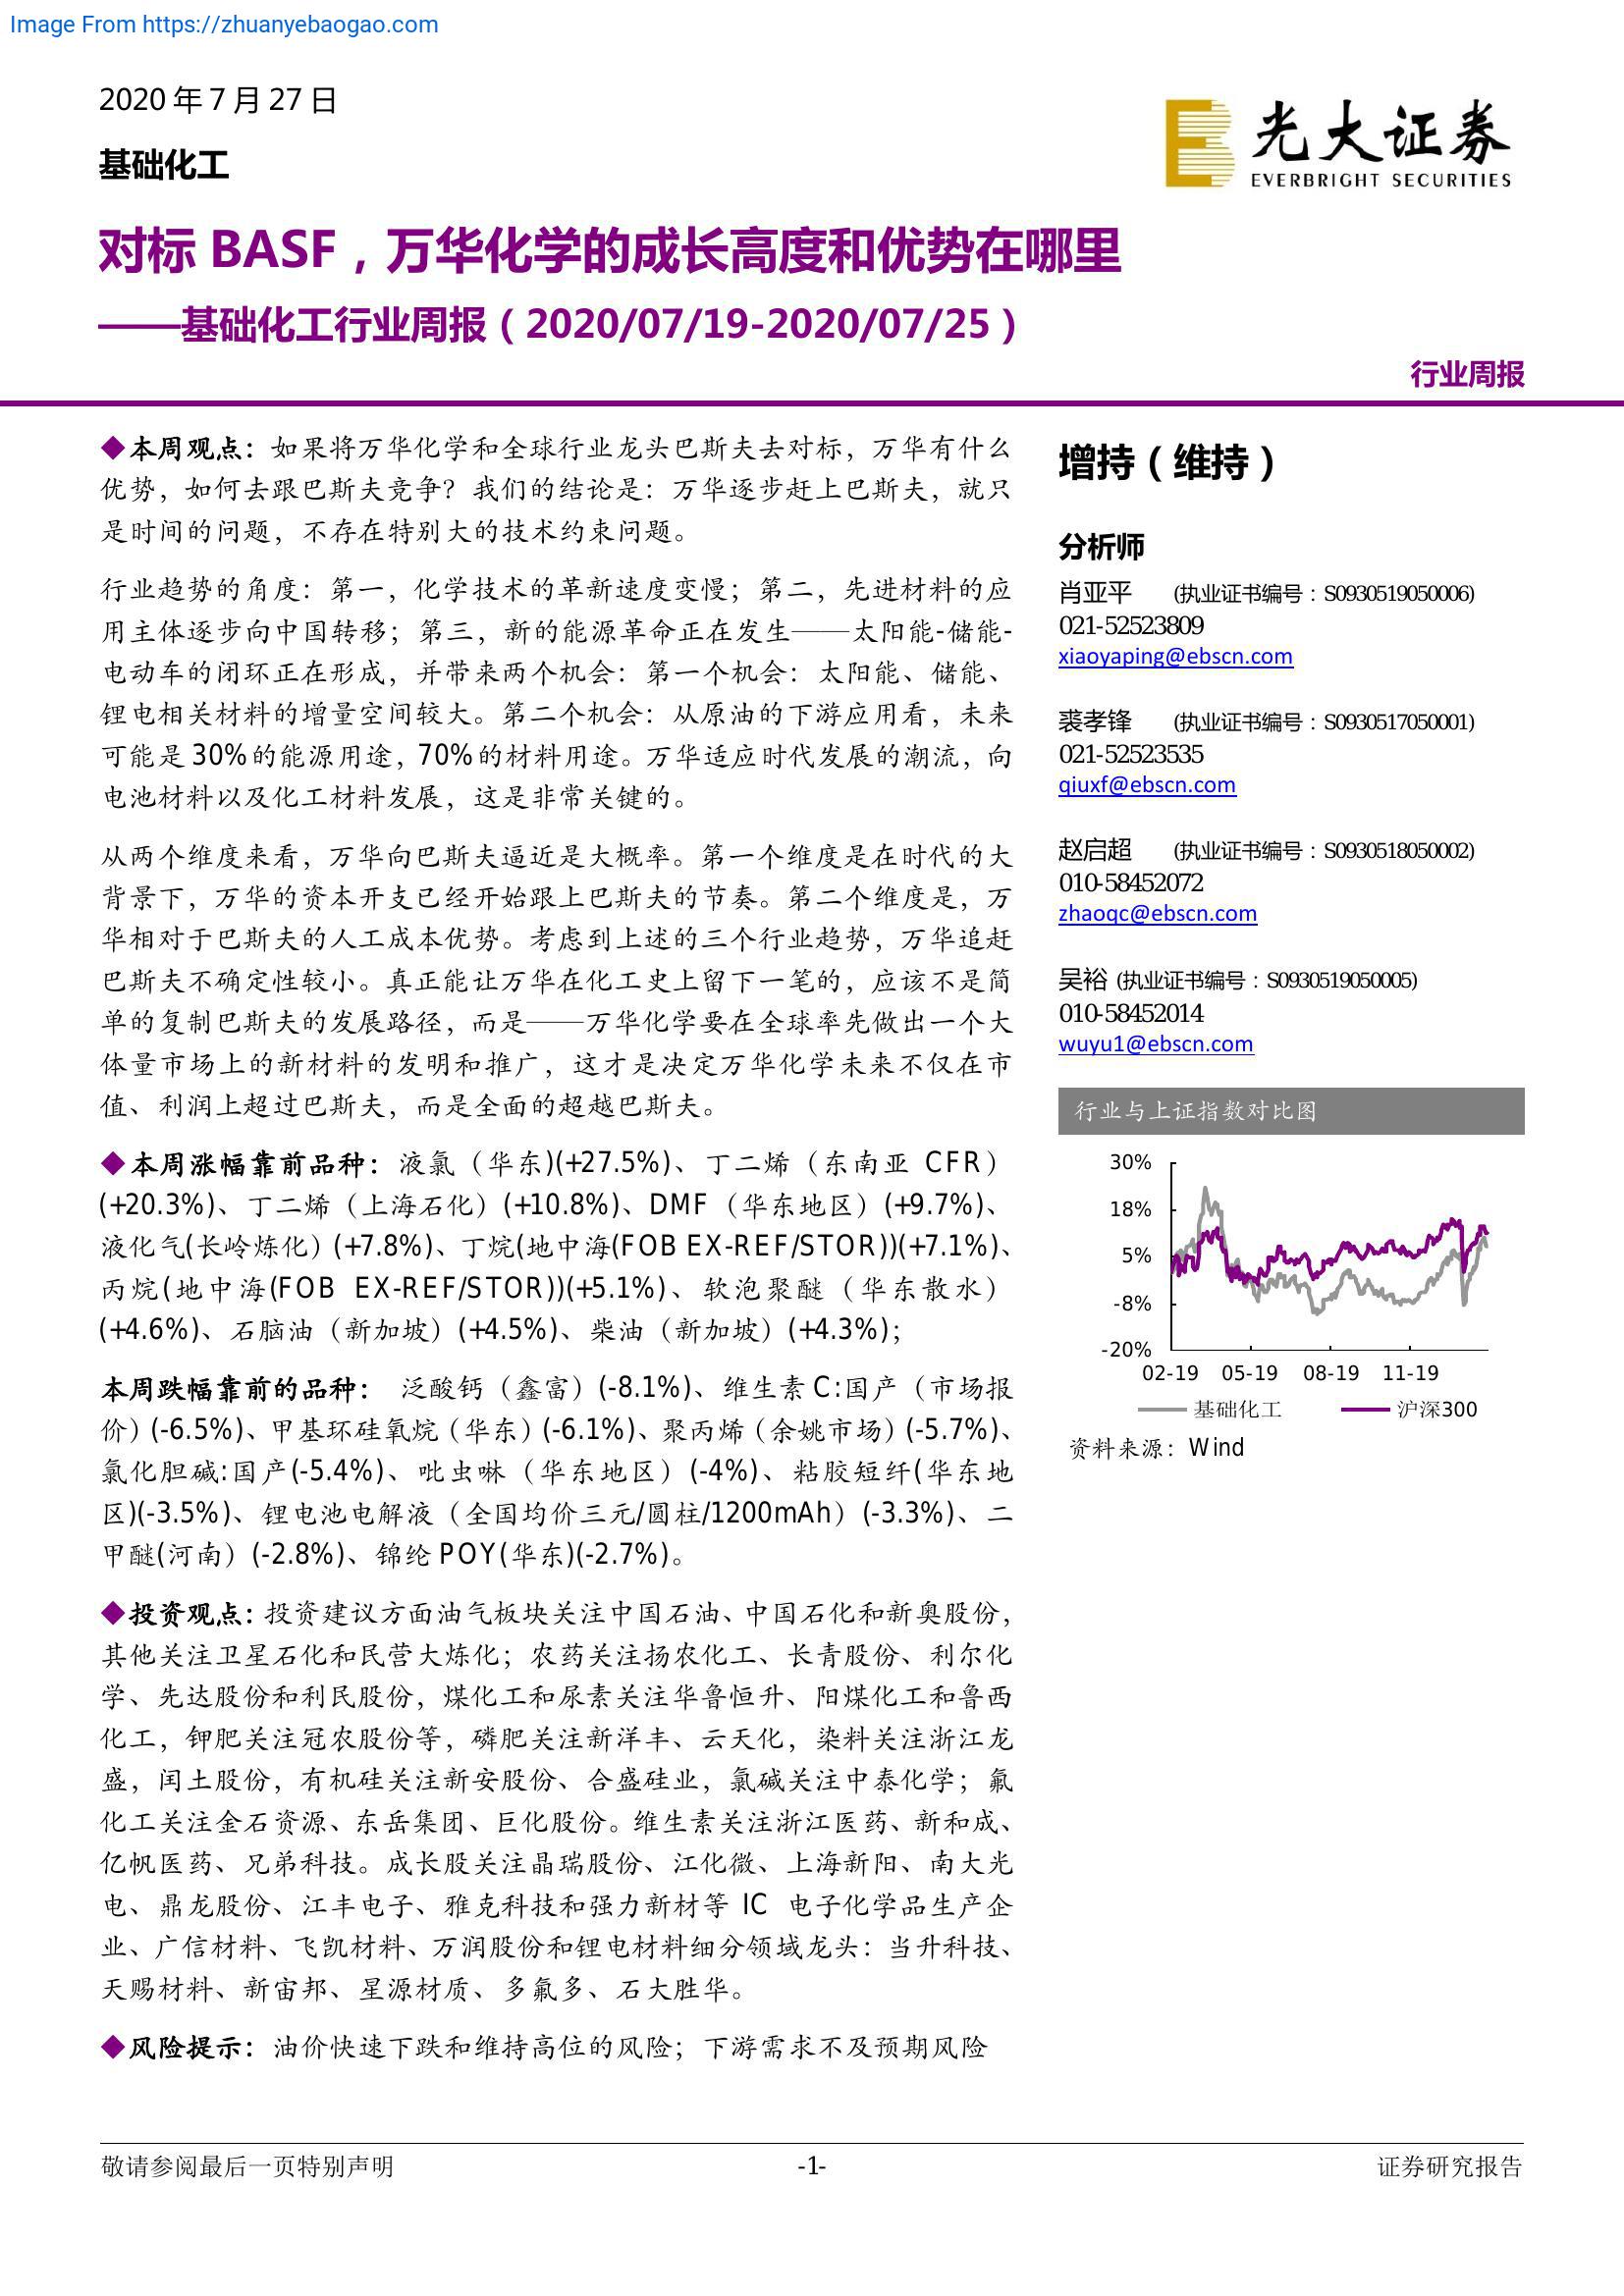 Image From https://zhuanyebaogao.com
2020 年 7 月 27 日
基础化工
光大证券
EVERBRIGHT SECURITIES
对标 BASF，万华化学的成长高度和优势在哪里
——基础化工行业周报（2020/07/19-2020/07/25）
行业周报
◆本周观点：如果将万华化学和全球行业龙头巴斯夫去对标，万华有什么
优势，如何去跟巴斯夫竞争？我们的结论是：万华逐步赶上巴斯夫，就只
是时间的问题，不存在特别大的技术约束问题。
行业趋势的角度：第一，化学技术的革新速度变慢；第二，先进材料的应
用主体逐步向中国转移；第三，新的能源革命正在发生——太阳能-储能-
电动车的闭环正在形成，并带来两个机会：第一个机会：太阳能、储能、
锂电相关材料的增量空间较大。第二个机会：从原油的下游应用看，未来
可能是 30%的能源用途，70%的材料用途。万华适应时代发展的潮流，向
电池材料以及化工材料发展，这是非常关键的。
从两个维度来看，万华向巴斯夫逼近是大概率。第一个维度是在时代的大
背景下，万华的资本开支已经开始跟上巴斯夫的节奏。第二个维度是，万
华相对于巴斯夫的人工成本优势。考虑到上述的三个行业趋势，万华追赶
巴斯夫不确定性较小。真正能让万华在化工史上留下一笔的，应该不是简
单的复制巴斯夫的发展路径，而是——万华化学要在全球率先做出一个大
体量市场上的新材料的发明和推广，这才是决定万华化学未来不仅在市
值、利润上超过巴斯夫，而是全面的超越巴斯夫。
◆本周涨幅靠前品种：液氯（华东)(+27.5%)、丁二烯（东南亚 CFR）
(+20.3%)、丁二烯（上海石化）(+10.8%)、DMF（华东地区）(+9.7%)、
液化气(长岭炼化）(+7.8%)、丁烷(地中海(FOB EX-REF/STOR))(+7.1%)、
丙烷(地中海(FOB EX-REF/STOR))(+5.1%)、软泡聚醚（华东散水）
(+4.6%)、石脑油（新加坡）(+4.5%)、柴油（新加坡）(+4.3%)；
本周跌幅靠前的品种： 泛酸钙（鑫富）(-8.1%)、维生素 C:国产（市场报
价）(-6.5%)、甲基环硅氧烷（华东）(-6.1%)、聚丙烯（余姚市场）(-5.7%)、
氯化胆碱:国产(-5.4%)、吡虫啉（华东地区）(-4%)、粘胶短纤(华东地
区)(-3.5%)、锂电池电解液（全国均价三元/圆柱/1200mAh）(-3.3%)、二
甲醚(河南）(-2.8%)、锦纶 POY(华东)(-2.7%)。
◆投资观点：投资建议方面油气板块关注中国石油、中国石化和新奥股份，
其他关注卫星石化和民营大炼化；农药关注扬农化工、长青股份、利尔化
学、先达股份和利民股份，煤化工和尿素关注华鲁恒升、阳煤化工和鲁西
化工，钾肥关注冠农股份等，磷肥关注新洋丰、云天化，染料关注浙江龙
盛，闰土股份，有机硅关注新安股份、合盛硅业，氯碱关注中泰化学；氟
化工关注金石资源、东岳集团、巨化股份。维生素关注浙江医药、新和成、
亿帆医药、兄弟科技。成长股关注晶瑞股份、江化微、上海新阳、南大光
电、鼎龙股份、江丰电子、雅克科技和强力新材等 IC 电子化学品生产企
业、广信材料、飞凯材料、万润股份和锂电材料细分领域龙头：当升科技、
天赐材料、新宙邦、星源材质、多氟多、石大胜华。
◆风险提示：油价快速下跌和维持高位的风险；下游需求不及预期风险
增持（维持）
分析师
肖亚平 (执业证书编号：S0930519050006)
021-52523809
xiaoyaping@ebscn.com
裘孝锋 (执业证书编号：S0930517050001)
021-52523535
qiuxf@ebscn.com
赵启超 (执业证书编号：S0930518050002)
010-58452072
zhaoqc@ebscn.com
吴裕 (执业证书编号：S0930519050005)
010-58452014
wuyu1@ebscn.com
行业与上证指数对比图
30%
18%
5%
-8%
-20%
02-19 05-19 08-19 11-19
基础化工 沪深300
资料来源：Wind
敬请参阅最后一页特别声明 -1- 证券研究报告